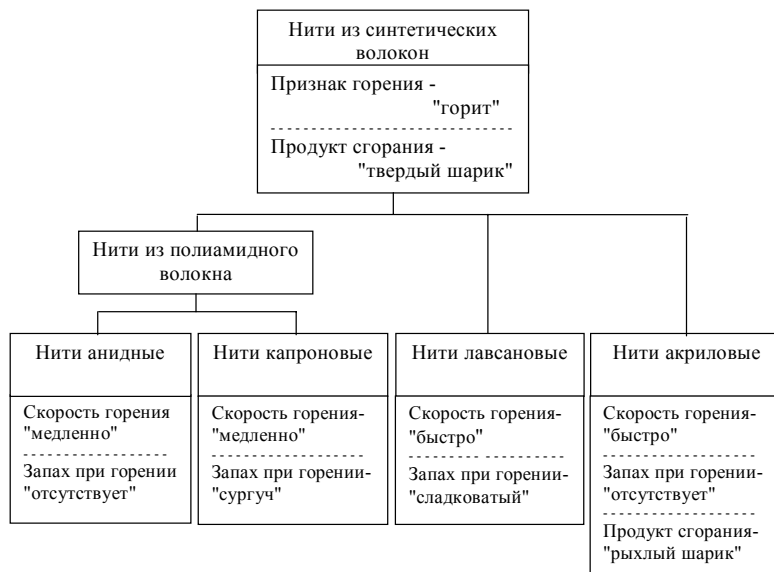 Нити из синтетических
волокон
Признак горения -
"горит"
Продукт сгорания -
"твердый шарик"
Нити из полиамидного
волокна
Нити анидные
Скорость горения
"медленно"
Запах при горении
"отсутствует"
Нити капроновые
Скорость горения-
"медленно"
Запах при горении-
"сургуч"
Нити лавсановые
Скорость горения-
"быстро"
Запах при горении-
"сладковатый"
Нити акриловые
Скорость горения-
"быстро"
Запах при горении-
"отсутствует"
Продукт сгорания-
"рыхлый шарик"